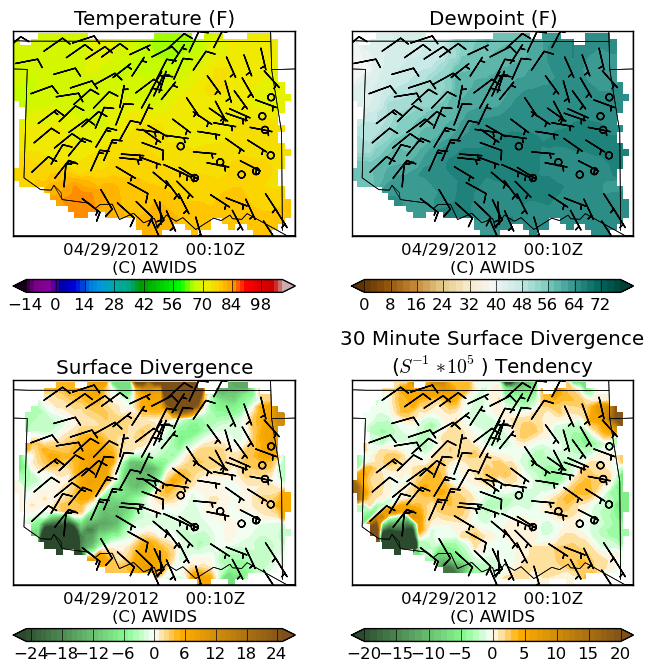 Temperature (F)
Dewpoint (F)
04/29/2012 00:10Z
(C) AWIDS
04/29/2012 00:10Z
(C) AWIDS
−14 0 14 28 42 56 70 84 98
0 8 16 24 32 40 48 56 64 72
Surface Divergence
30 Minute Surface Divergence
(S⁻¹ *10⁵ ) Tendency
04/29/2012 00:10Z
(C) AWIDS
04/29/2012 00:10Z
(C) AWIDS
−24 −18 −12 −6 0 6 12 18 24
−20 −15 −10 −5 0 5 10 15 20